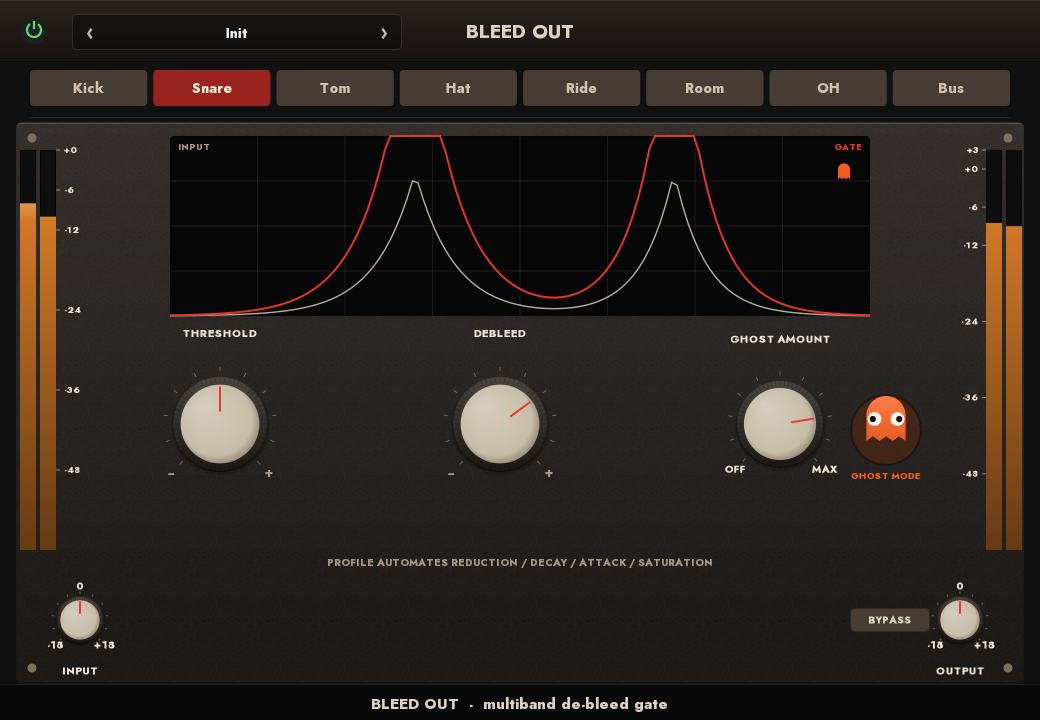 ‹ Init › BLEED OUT
Kick Snare Tom Hat Ride Room OH Bus
INPUT GATE
+0
-6
-12
-24
-36
-48
+3
+0
-6
-12
-24
-36
-48
THRESHOLD DEBLEED GHOST AMOUNT
- + - + OFF MAX
GHOST MODE
PROFILE AUTOMATES REDUCTION / DECAY / ATTACK / SATURATION
0
-18 +18
INPUT
BYPASS
0
-18 +18
OUTPUT
BLEED OUT - multiband de-bleed gate